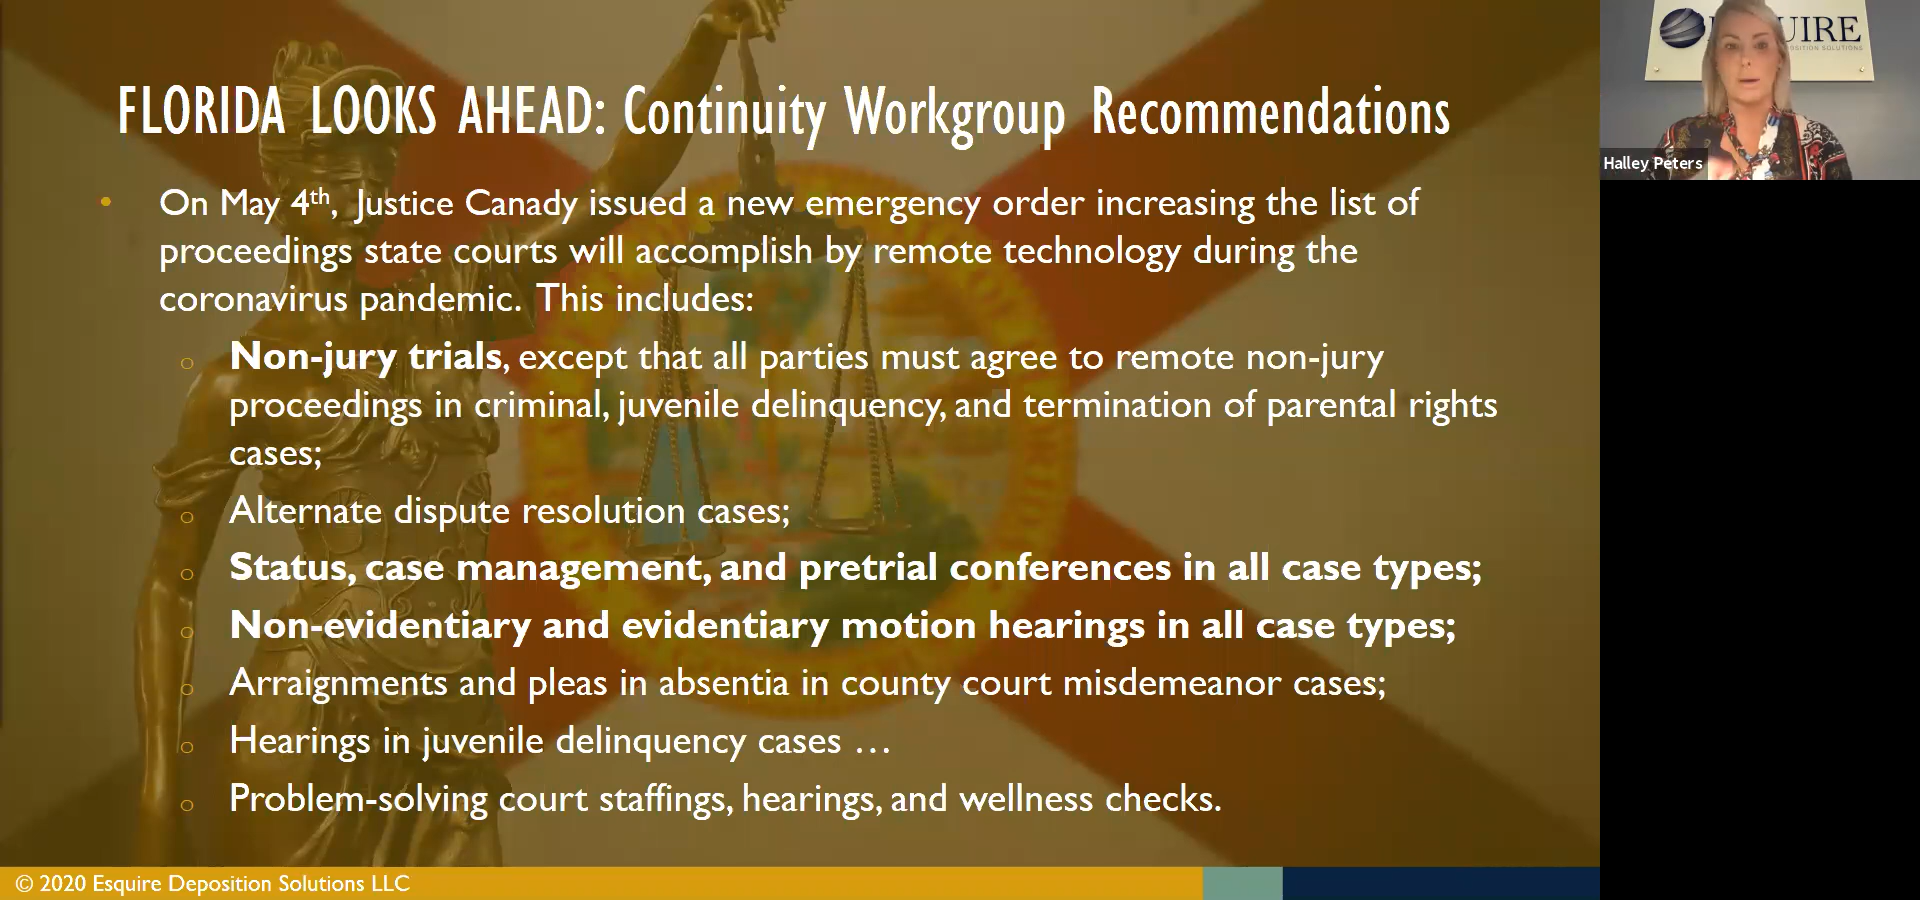 FLORIDA LOOKS AHEAD: Continuity Workgroup Recommendations
• On May 4th, Justice Canady issued a new emergency order increasing the list of
proceedings state courts will accomplish by remote technology during the
coronavirus pandemic. This includes:
o Non-jury trials, except that all parties must agree to remote non-jury
proceedings in criminal, juvenile delinquency, and termination of parental rights
cases;
o Alternate dispute resolution cases;
o Status, case management, and pretrial conferences in all case types;
o Non-evidentiary and evidentiary motion hearings in all case types;
o Arraignments and pleas in absentia in county court misdemeanor cases;
o Hearings in juvenile delinquency cases …
o Problem-solving court staffings, hearings, and wellness checks.
© 2020 Esquire Deposition Solutions LLC
UIRE
SOLUTIONS
Halley Peters